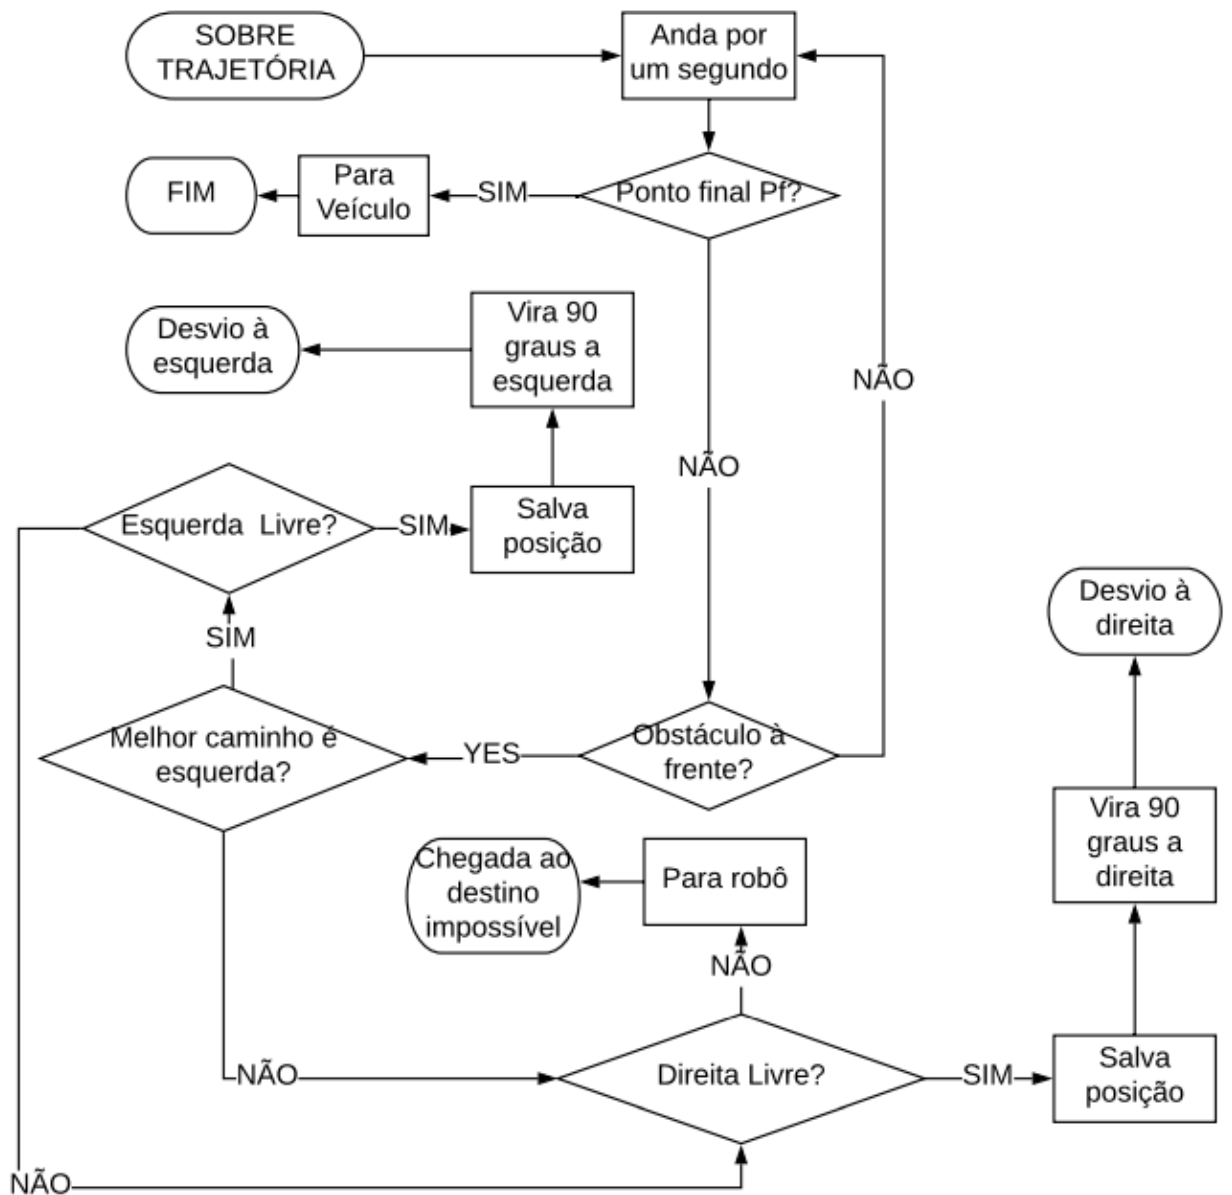 SOBRE
TRAJETÓRIA
Anda por
um segundo
FIM
Para
Veículo
SIM
Ponto final Pf?
Desvio à
esquerda
Vira 90
graus a
esquerda
NÃO
NÃO
Esquerda  Livre?
SIM
Salva
posição
SIM
Desvio à
direita
Melhor caminho é
esquerda?
YES
Obstáculo à
frente?
Vira 90
graus a
direita
Chegada ao
destino
impossível
Para robô
NÃO
NÃO
Direita Livre?
SIM
Salva
posição
NÃO